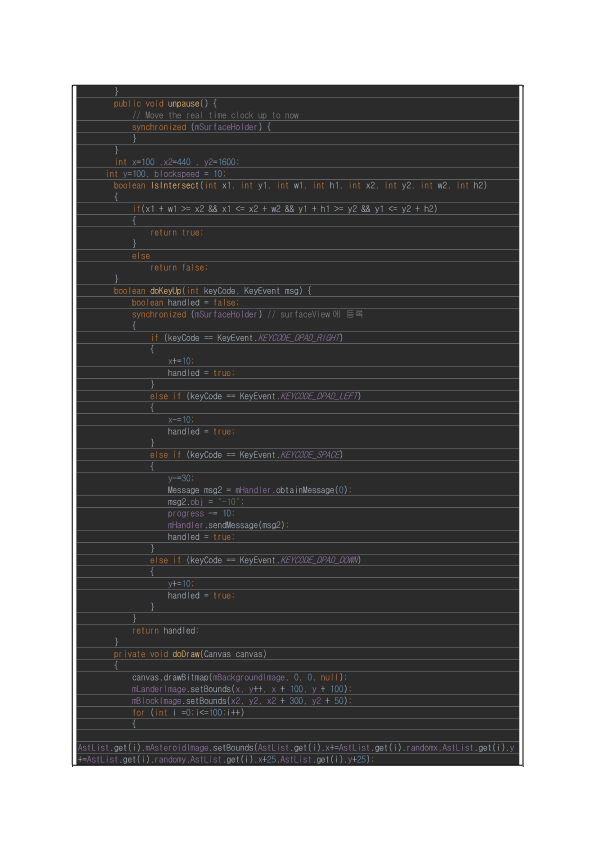 }
public void unpause() {
// Move the real time clock up to now
synchronized (mSurfaceHolder) {
}
}
int x=100 ,x2=440 , y2=1600;
int y=100, blockspeed = 10;
boolean IsIntersect(int x1, int y1, int w1, int h1, int x2, int y2, int w2, int h2)
{
if(x1 + w1 >= x2 && x1 <= x2 + w2 && y1 + h1 >= y2 && y1 <= y2 + h2)
{
return true;
}
else
return false;
}
boolean doKeyUp(int keyCode, KeyEvent msg) {
boolean handled = false;
synchronized (mSurfaceHolder) // surfaceView에 등록
{
if (keyCode == KeyEvent.KEYCODE_DPAD_RIGHT)
{
x+=10;
handled = true;
}
else if (keyCode == KeyEvent.KEYCODE_DPAD_LEFT)
{
x-=10;
handled = true;
}
else if (keyCode == KeyEvent.KEYCODE_SPACE)
{
y-=30;
Message msg2 = mHandler.obtainMessage(0);
msg2.obj = "-10";
progress -= 10;
mHandler.sendMessage(msg2);
handled = true;
}
else if (keyCode == KeyEvent.KEYCODE_DPAD_DOWN)
{
y+=10;
handled = true;
}
}
return handled;
}
private void doDraw(Canvas canvas)
{
canvas.drawBitmap(mBackgroundImage, 0, 0, null);
mLanderImage.setBounds(x, y++, x + 100, y + 100);
mBlockImage.setBounds(x2, y2, x2 + 300, y2 + 50);
for (int i =0;i<=100;i++)
{
AstList.get(i).mAsteroidImage.setBounds(AstList.get(i).x+=AstList.get(i).randomx,AstList.get(i).y
+=AstList.get(i).randomy,AstList.get(i).x+25,AstList.get(i).y+25);